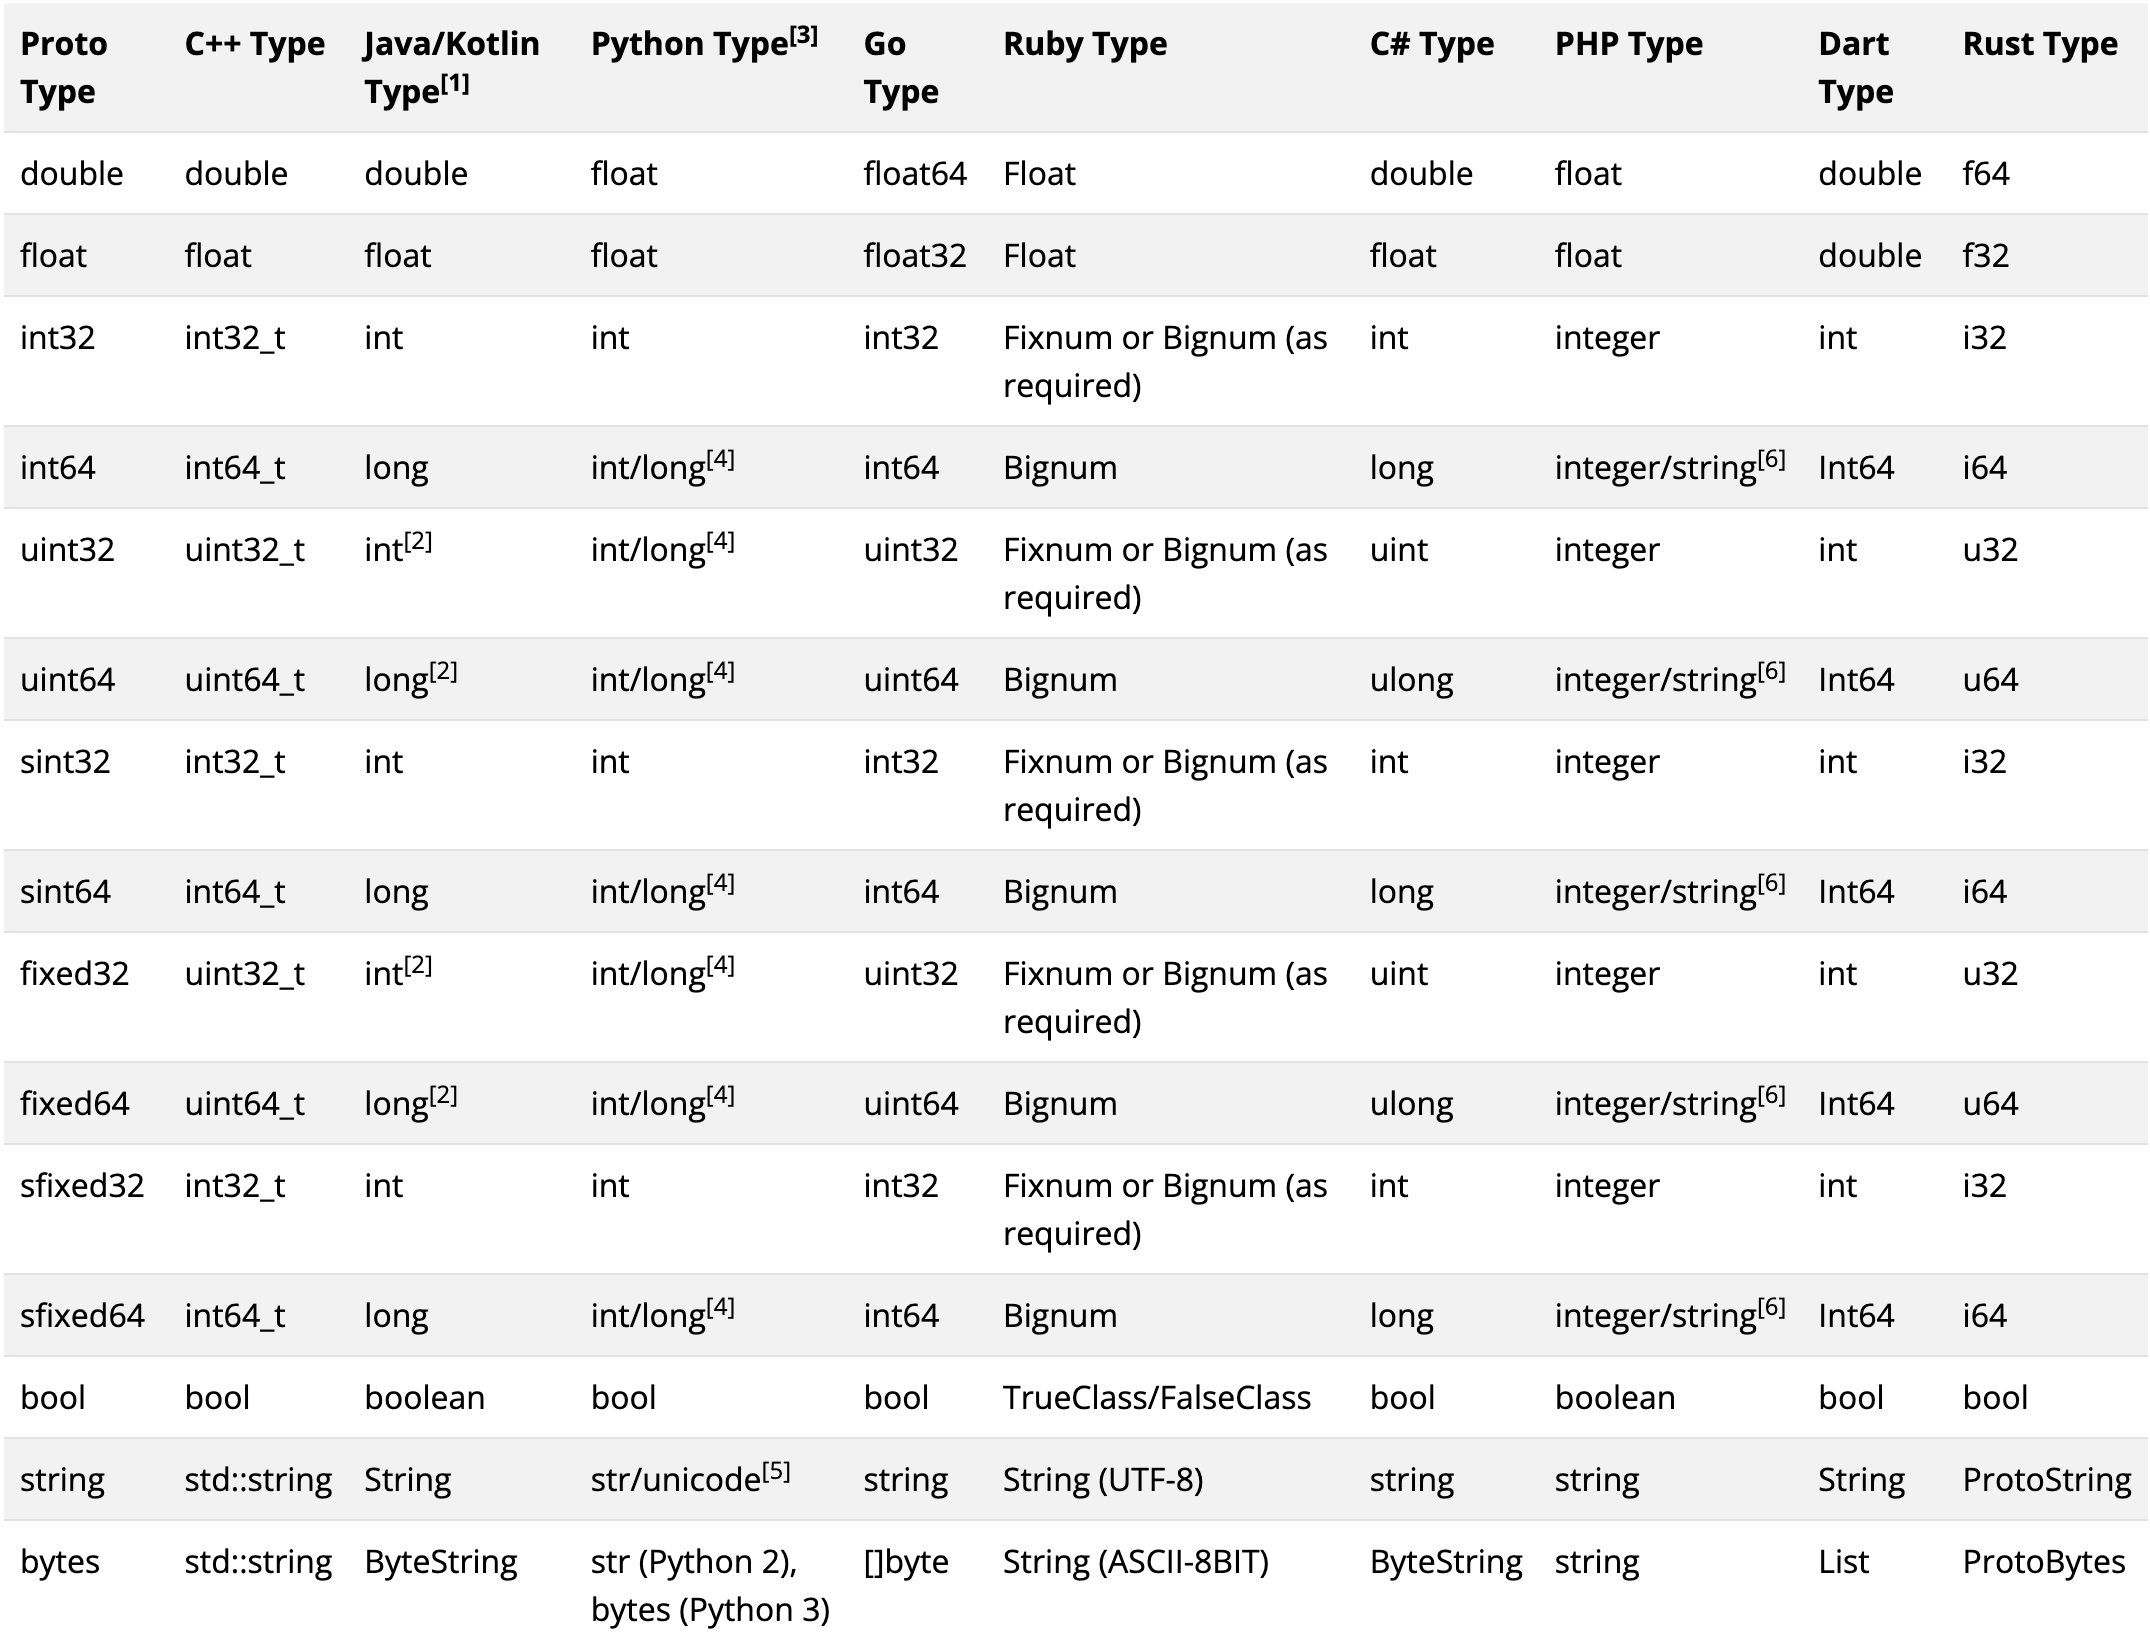 Proto Type C++ Type Java/Kotlin Type[1] Python Type[3] Go Type Ruby Type C# Type PHP Type Dart Type Rust Type
double double double float float64 Float double float double f64
float float float float float32 Float float float double f32
int32 int32_t int int int32 Fixnum or Bignum (as required) int integer int i32
int64 int64_t long int/long[4] int64 Bignum long integer/string[6] Int64 i64
uint32 uint32_t int[2] int/long[4] uint32 Fixnum or Bignum (as required) uint integer int u32
uint64 uint64_t long[2] int/long[4] uint64 Bignum ulong integer/string[6] Int64 u64
sint32 int32_t int int int32 Fixnum or Bignum (as required) int integer int i32
sint64 int64_t long int/long[4] int64 Bignum long integer/string[6] Int64 i64
fixed32 uint32_t int[2] int/long[4] uint32 Fixnum or Bignum (as required) uint integer int u32
fixed64 uint64_t long[2] int/long[4] uint64 Bignum ulong integer/string[6] Int64 u64
sfixed32 int32_t int int int32 Fixnum or Bignum (as required) int integer int i32
sfixed64 int64_t long int/long[4] int64 Bignum long integer/string[6] Int64 i64
bool bool boolean bool bool TrueClass/FalseClass bool boolean bool bool
string std::string String str/unicode[5] string String (UTF-8) string string String ProtoString
bytes std::string ByteString str (Python 2), bytes (Python 3) []byte String (ASCII-8BIT) ByteString string List ProtoBytes